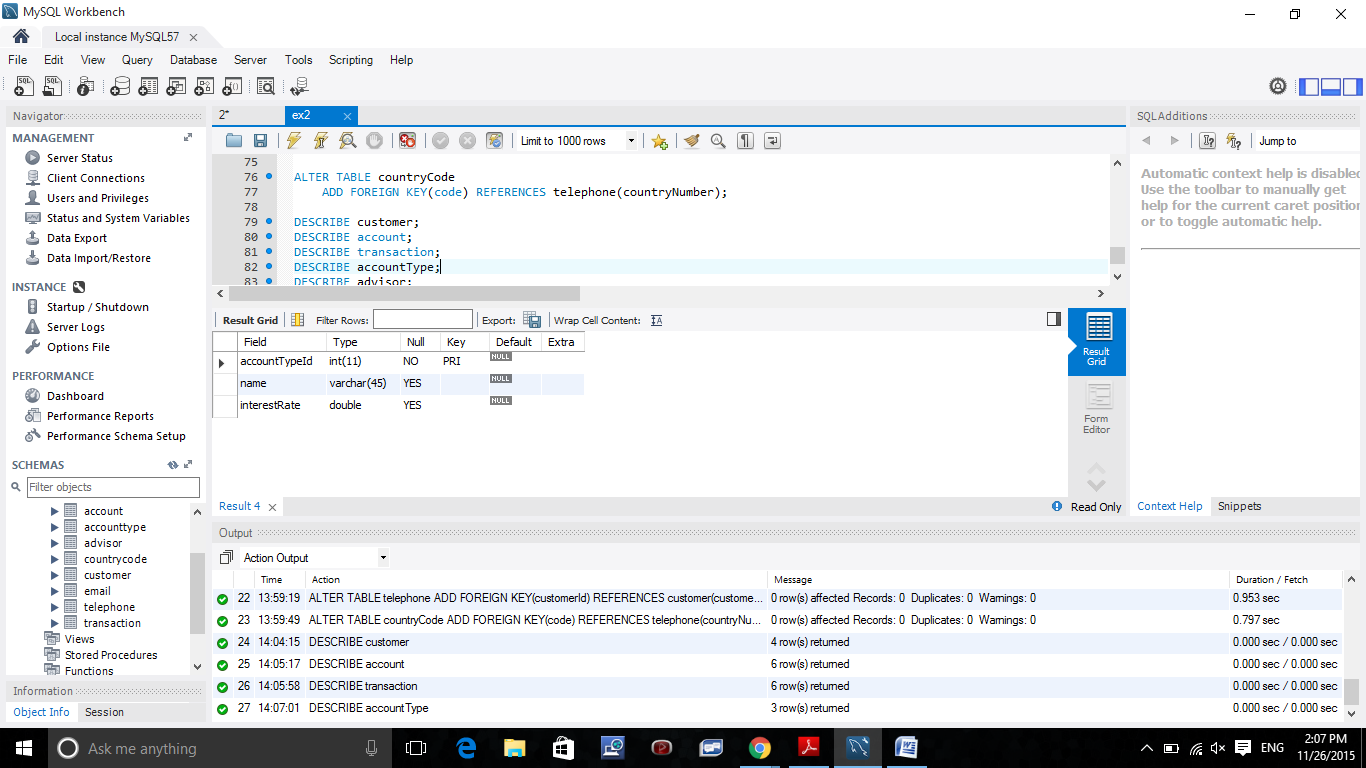 MySQL Workbench
Local instance MySQL57
File Edit View Query Database Server Tools Scripting Help
Navigator
MANAGEMENT
Server Status
Client Connections
Users and Privileges
Status and System Variables
Data Export
Data Import/Restore
INSTANCE
Startup / Shutdown
Server Logs
Options File
PERFORMANCE
Dashboard
Performance Reports
Performance Schema Setup
SCHEMAS
Filter objects
account
accounttype
advisor
countrycode
customer
email
telephone
transaction
Views
Stored Procedures
Functions
Information
Object Info Session
2* ex2
Limit to 1000 rows
75
76 ALTER TABLE countryCode
77 ADD FOREIGN KEY(code) REFERENCES telephone(countryNumber);
78
79 DESCRIBE customer;
80 DESCRIBE account;
81 DESCRIBE transaction;
82 DESCRIBE accountType;
83 DESCRIBE advisor;
Result Grid Filter Rows: Export: Wrap Cell Content:
Field Type Null Key Default Extra
accountTypeId int(11) NO PRI NULL
name varchar(45) YES NULL
interestRate double YES NULL
Result Grid
Form Editor
Result 4
Read Only
SQLAdditions
Jump to
Automatic context help is disabled
Use the toolbar to manually get
help for the current caret position
or to toggle automatic help.
Context Help Snippets
Output
Action Output
Time Action Message Duration / Fetch
22 13:59:19 ALTER TABLE telephone ADD FOREIGN KEY(customerId) REFERENCES customer(custome... 0 row(s) affected Records: 0 Duplicates: 0 Warnings: 0 0.953 sec
23 13:59:49 ALTER TABLE countryCode ADD FOREIGN KEY(code) REFERENCES telephone(countryNu... 0 row(s) affected Records: 0 Duplicates: 0 Warnings: 0 0.797 sec
24 14:04:15 DESCRIBE customer 4 row(s) returned 0.000 sec / 0.000 sec
25 14:05:17 DESCRIBE account 6 row(s) returned 0.000 sec / 0.000 sec
26 14:05:58 DESCRIBE transaction 6 row(s) returned 0.000 sec / 0.000 sec
27 14:07:01 DESCRIBE accountType 3 row(s) returned 0.000 sec / 0.000 sec
Ask me anything
ENG
2:07 PM
11/26/2015